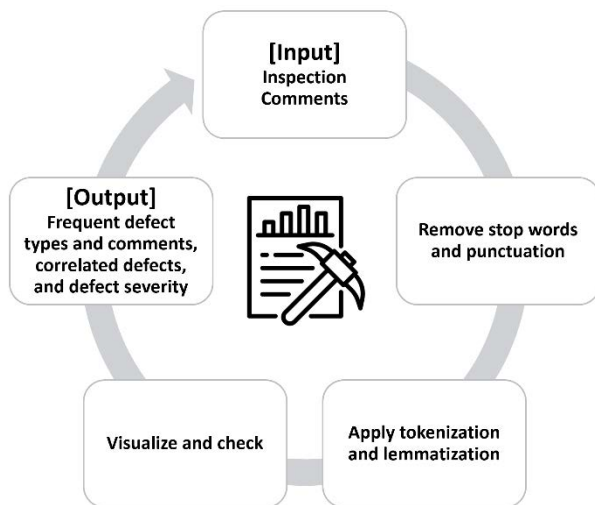 [Input]
Inspection
Comments
Remove stop words
and punctuation
Apply tokenization
and lemmatization
Visualize and check
[Output]
Frequent defect
types and comments,
correlated defects,
and defect severity